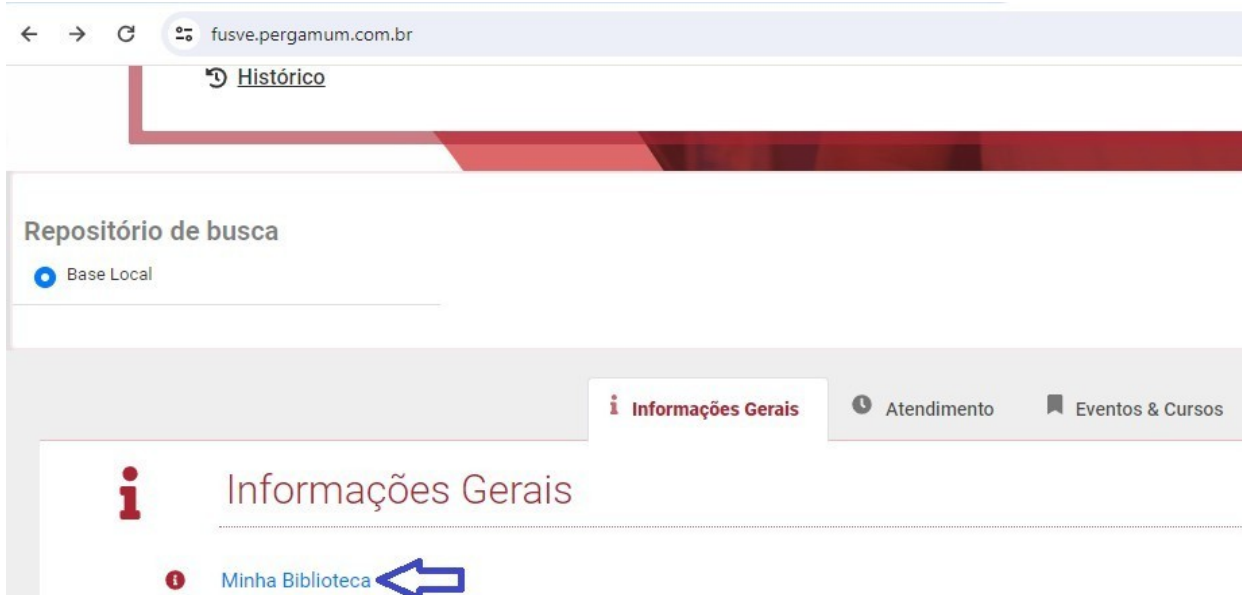 fusve.pergamum.com.br
Histórico
Repositório de busca
Base Local
Informações Gerais Atendimento Eventos & Cursos
Informações Gerais
Minha Biblioteca